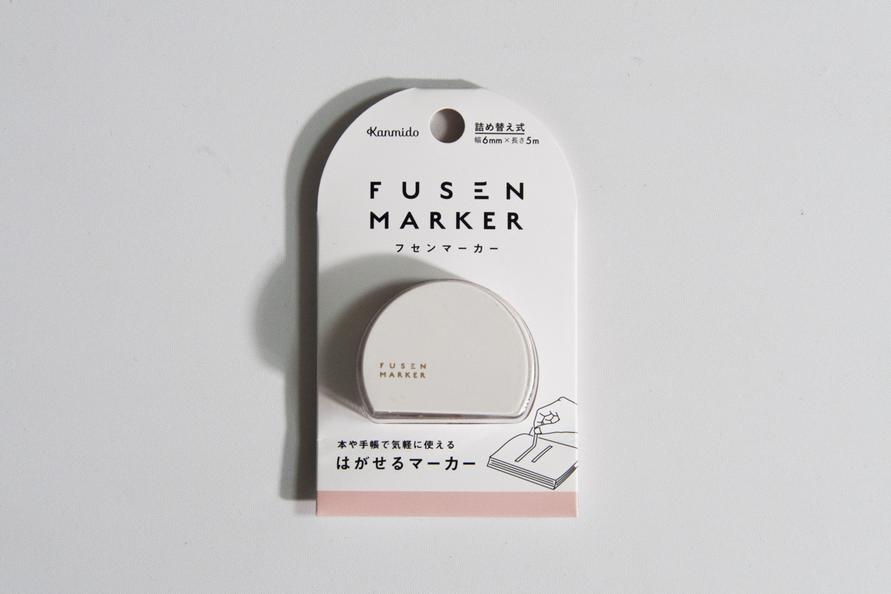 Kanmido
詰め替え式
幅6mm×長さ5m
FUSEN
MARKER
フセンマーカー
FUSEN
MARKER
本や手帳で気軽に使える
はがせるマーカー